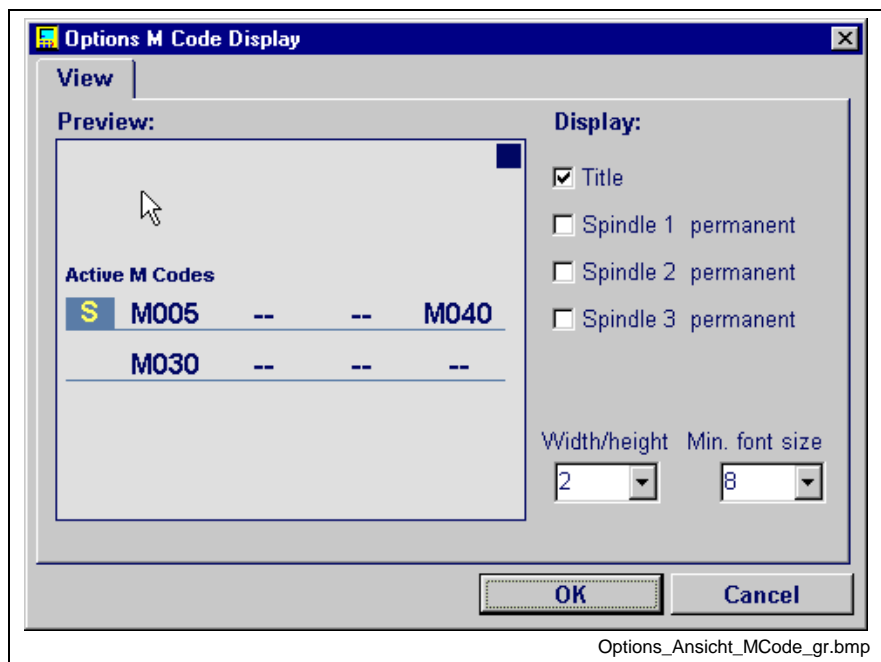 Options M Code Display
View
Preview:
Active M Codes
S M005 -- -- M040
M030 -- -- --
Display:
Title
Spindle 1 permanent
Spindle 2 permanent
Spindle 3 permanent
Width/height Min. font size
2 8
OK Cancel
Options_Ansicht_MCode_gr.bmp